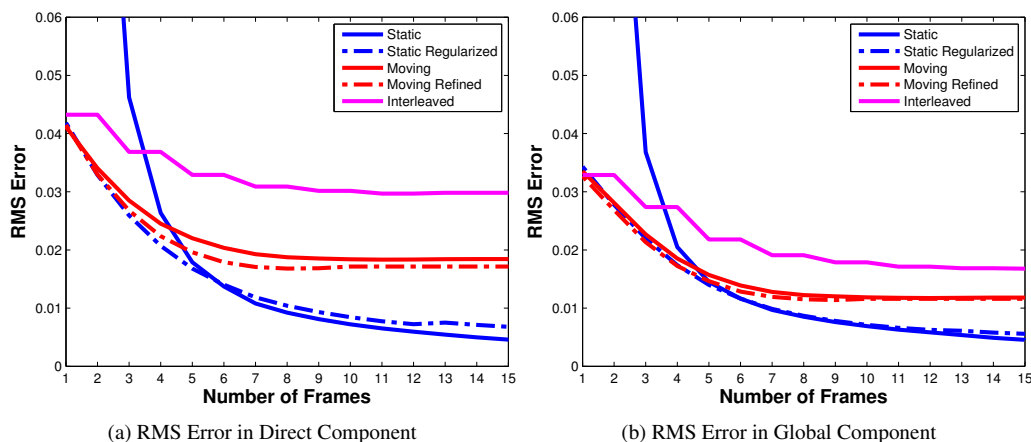 0.06
0.05
0.04
0.03
0.02
0.01
0
RMS Error
1 2 3 4 5 6 7 8 9 10 11 12 13 14 15
Number of Frames
Static
Static Regularized
Moving
Moving Refined
Interleaved
(a) RMS Error in Direct Component
0.06
0.05
0.04
0.03
0.02
0.01
0
RMS Error
1 2 3 4 5 6 7 8 9 10 11 12 13 14 15
Number of Frames
Static
Static Regularized
Moving
Moving Refined
Interleaved
(b) RMS Error in Global Component